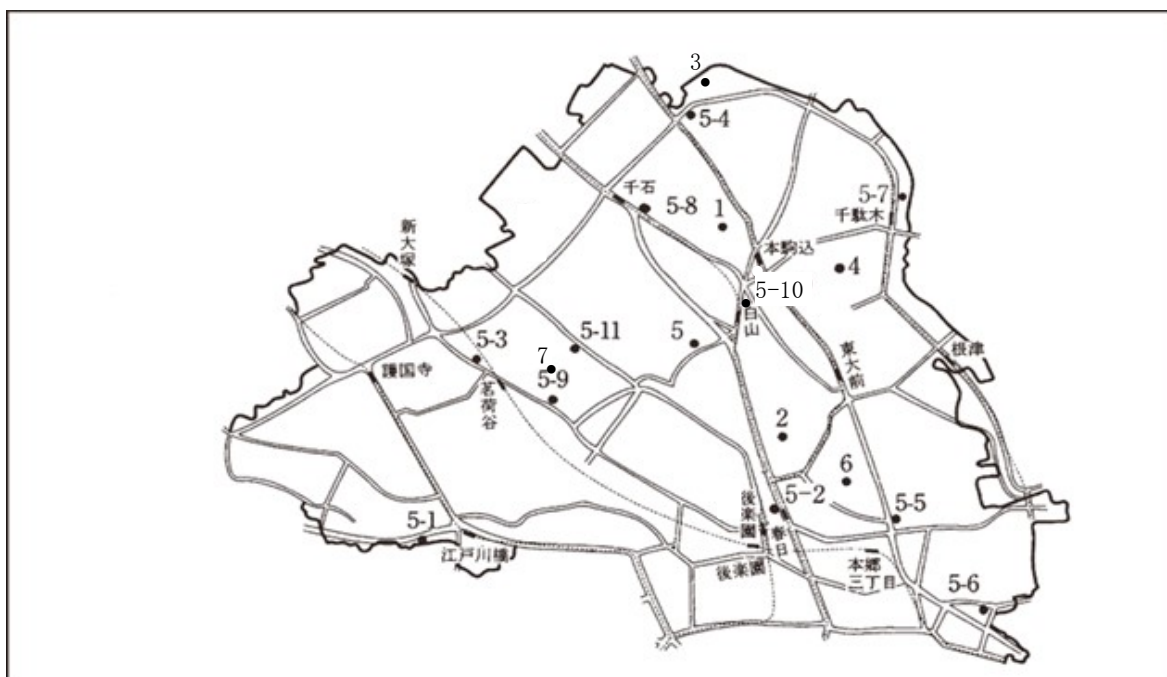 3
5-4
千石
5-8
1
5-7
千駄木
新大塚
本駒込
4
5-10
白山
5-3
5-11
5
7
5-9
護国寺
茗荷谷
東大前
根津
2
6
5-2
5-5
後楽園
春日
5-1
江戸川橋
後楽園
本郷
三丁目
5-6